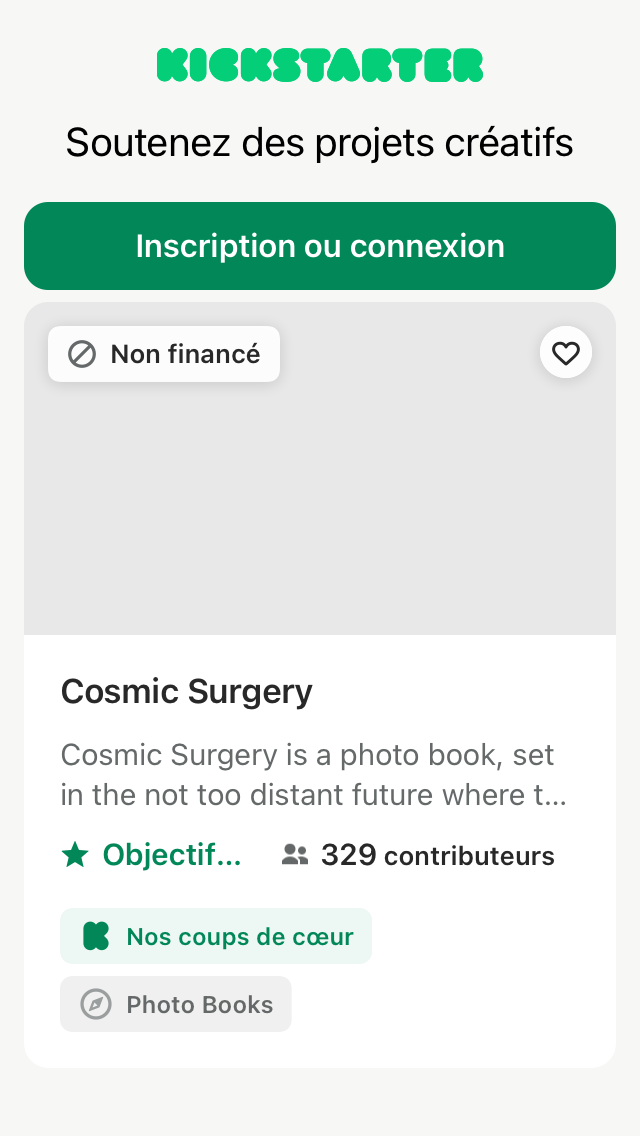 KICKSTARTER
Soutenez des projets créatifs
Inscription ou connexion
Non financé
Cosmic Surgery
Cosmic Surgery is a photo book, set
in the not too distant future where t...
Objectif...
329 contributeurs
Nos coups de cœur
Photo Books